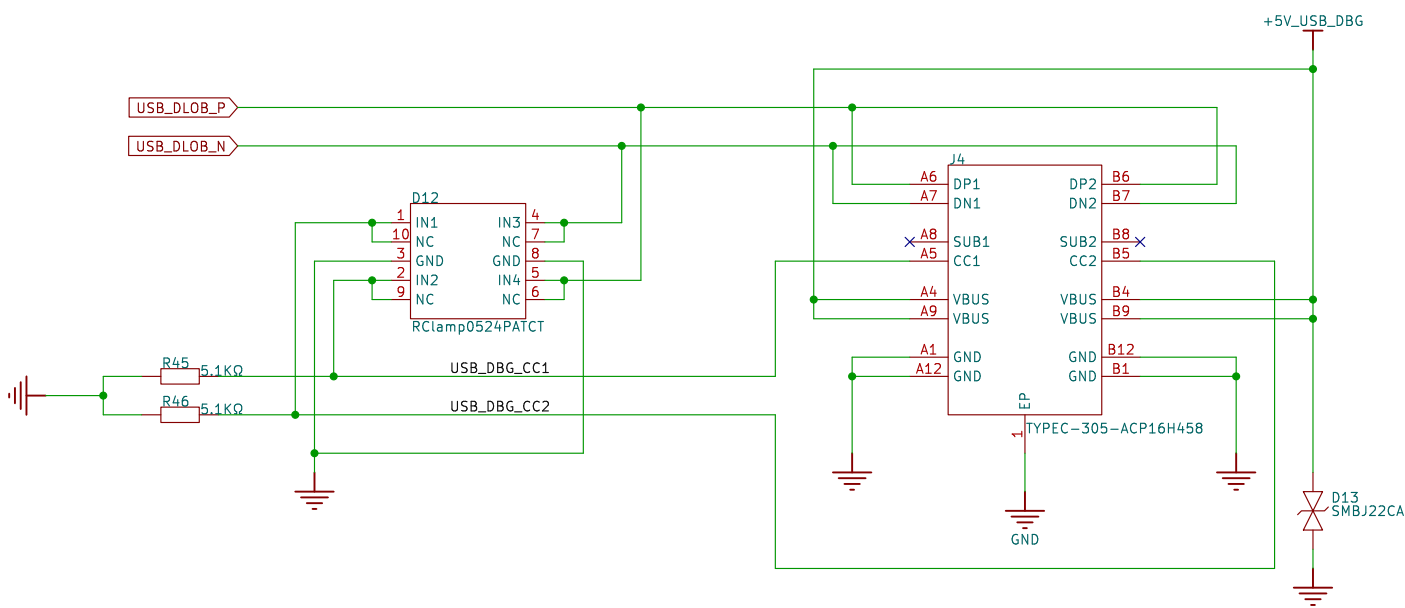 +5V_USB_DBG
USB_DLOB_P
USB_DLOB_N
J4
A6 DP1 DP2 B6
A7 DN1 DN2 B7
A8 SUB1 SUB2 B8
A5 CC1 CC2 B5
A4 VBUS VBUS B4
A9 VBUS VBUS B9
A1 GND GND B12
A12 GND GND B1
EP
1
TYPEC-305-ACP16H458
GND
D12
1 IN1 IN3 4
10 NC NC 7
3 GND GND 8
2 IN2 IN4 5
9 NC NC 6
RClamp0524PATCT
R45 5.1KΩ
USB_DBG_CC1
R46 5.1KΩ
USB_DBG_CC2
D13
SMBJ22CA